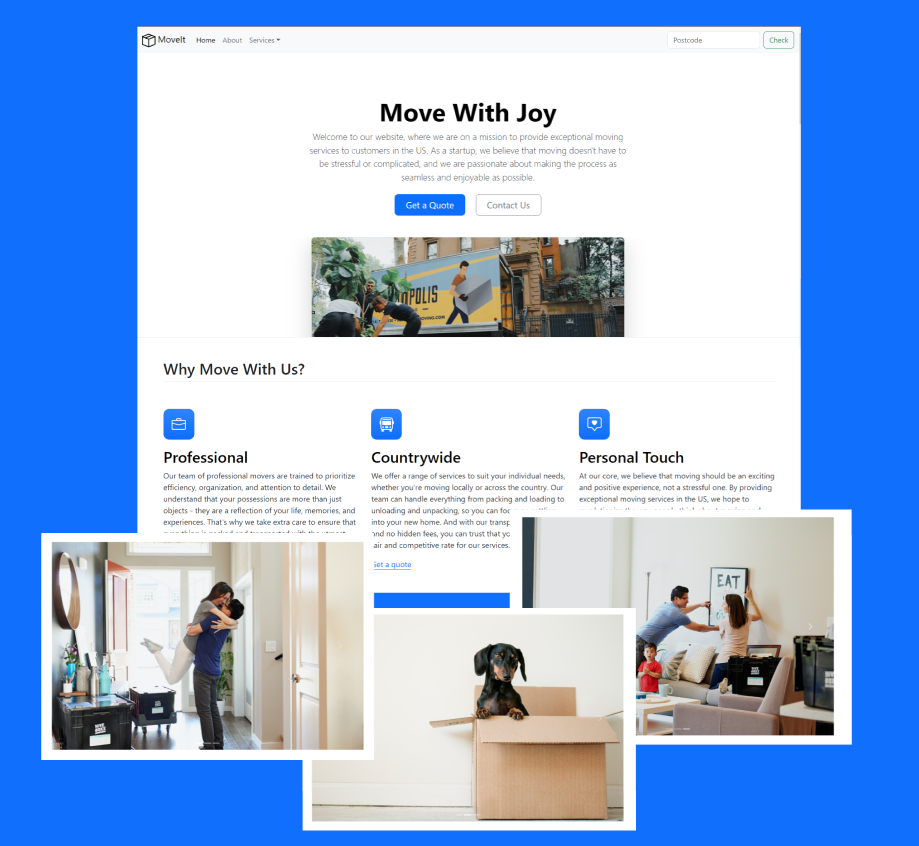 MoveIt Home About Services Postcode Check
Move With Joy
Welcome to our website, where we are on a mission to provide exceptional moving
services to customers in the US. As a startup, we believe that moving doesn't have to
be stressful or complicated, and we are passionate about making the process as
seamless and enjoyable as possible.
Get a Quote Contact Us
OPOLIS
MOVING.COM
Why Move With Us?
Professional
Our team of professional movers are trained to prioritize
efficiency, organization, and attention to detail. We
understand that your possessions are more than just
objects - they are a reflection of your life, memories, and
experiences. That's why we take extra care to ensure that
Countrywide
We offer a range of services to suit your individual needs,
whether you're moving locally or across the country. Our
team can handle everything from packing and loading to
unloading and unpacking, so you can foc
into your new home. And with our transp
and no hidden fees, you can trust that yo
air and competitive rate for our services.
Get a quote
Personal Touch
At our core, we believe that moving should be an exciting
and positive experience, not a stressful one. By providing
exceptional moving services in the US, we hope to
EAT